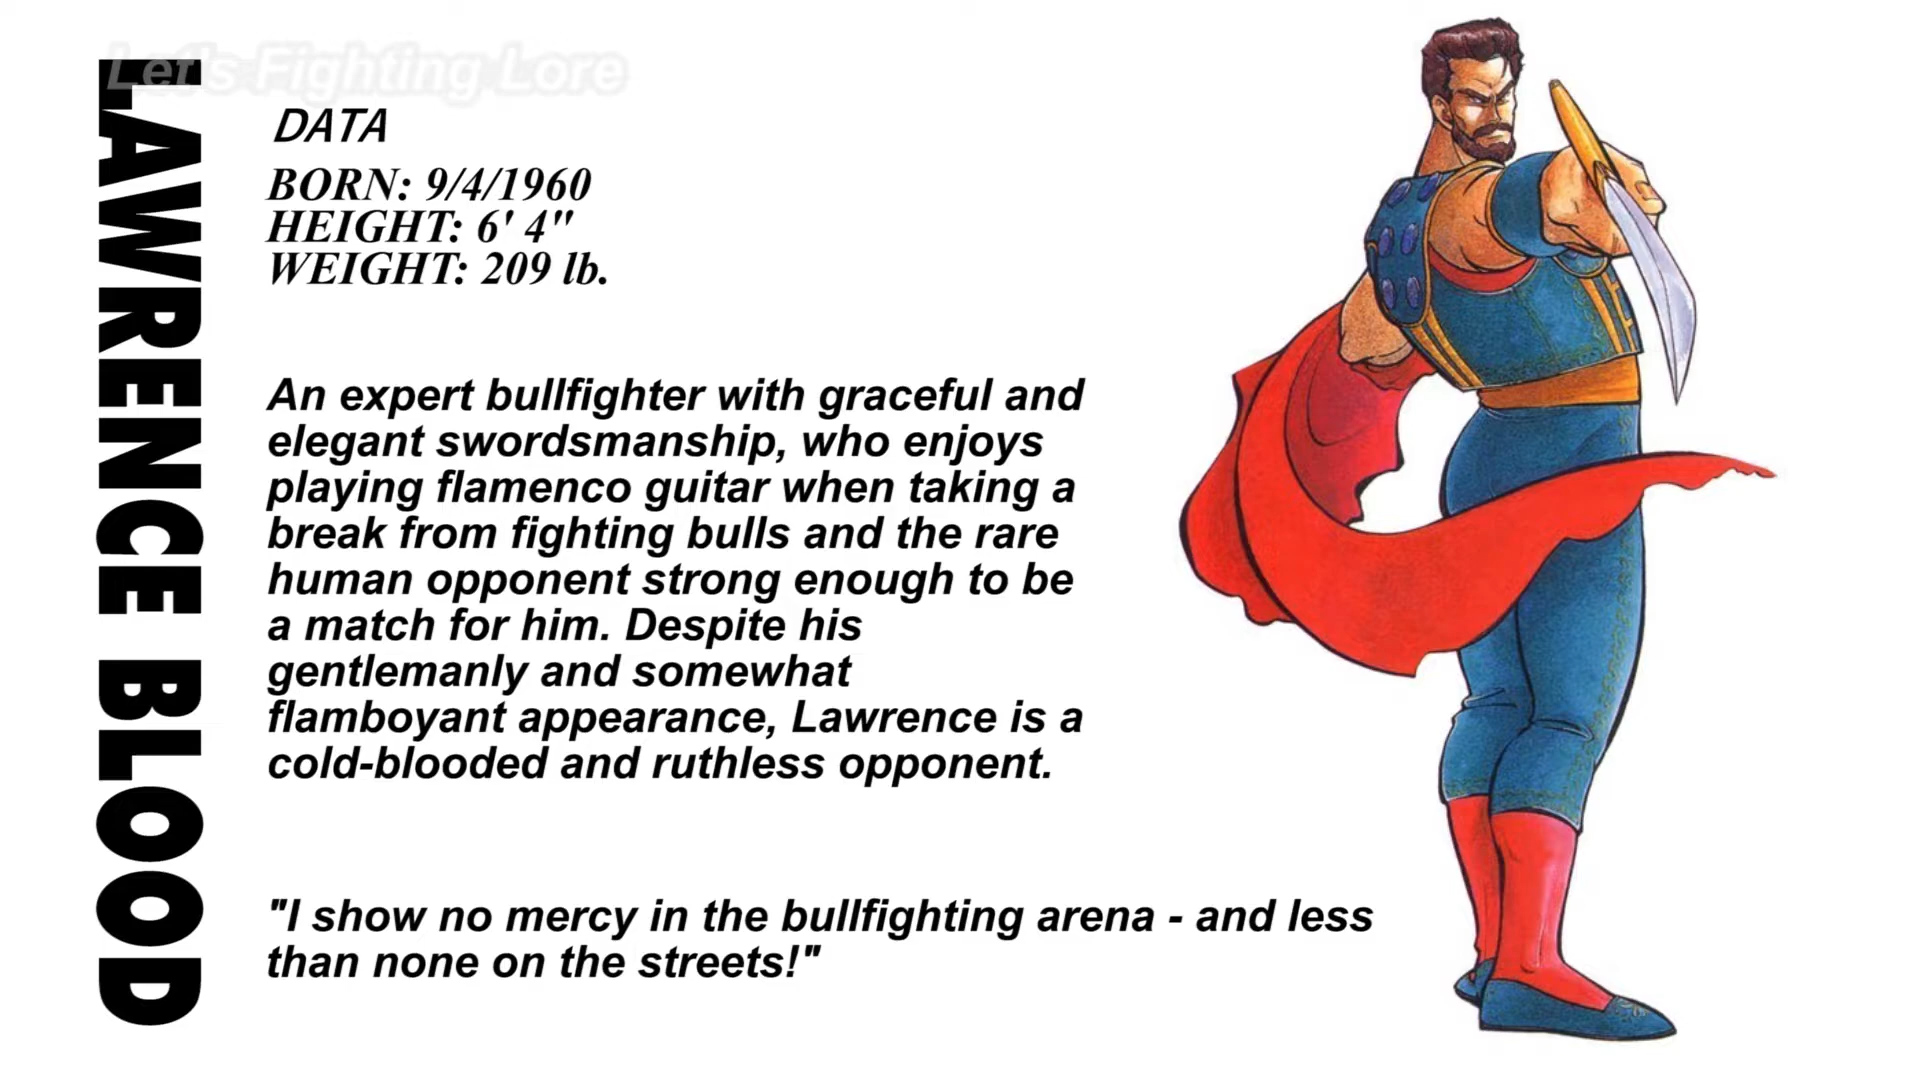 Let's Fighting Lore
LAWRENCE BLOOD
DATA
BORN: 9/4/1960
HEIGHT: 6' 4"
WEIGHT: 209 lb.
An expert bullfighter with graceful and
elegant swordsmanship, who enjoys
playing flamenco guitar when taking a
break from fighting bulls and the rare
human opponent strong enough to be
a match for him. Despite his
gentlemanly and somewhat
flamboyant appearance, Lawrence is a
cold-blooded and ruthless opponent.
"I show no mercy in the bullfighting arena - and less
than none on the streets!"